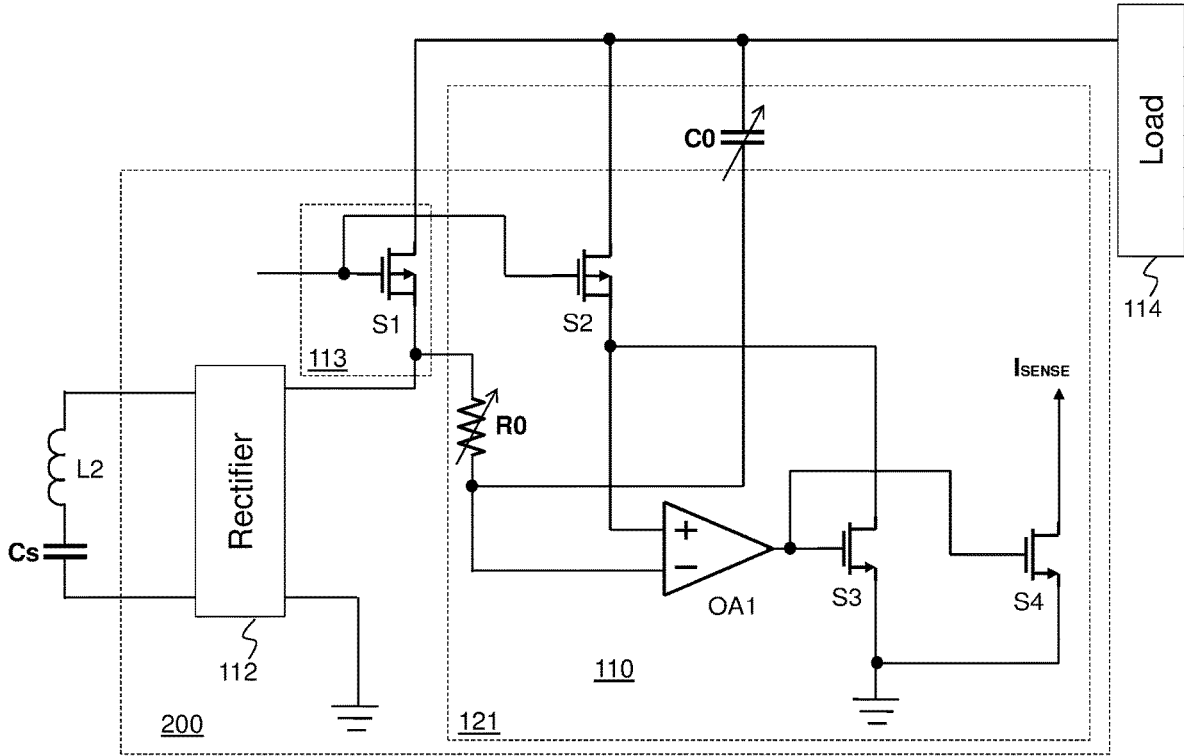 Load
C0
S1
S2
114
113
ISENSE
R0
L2
Rectifier
Cs
+
−
OA1
S3
S4
112
110
200
121